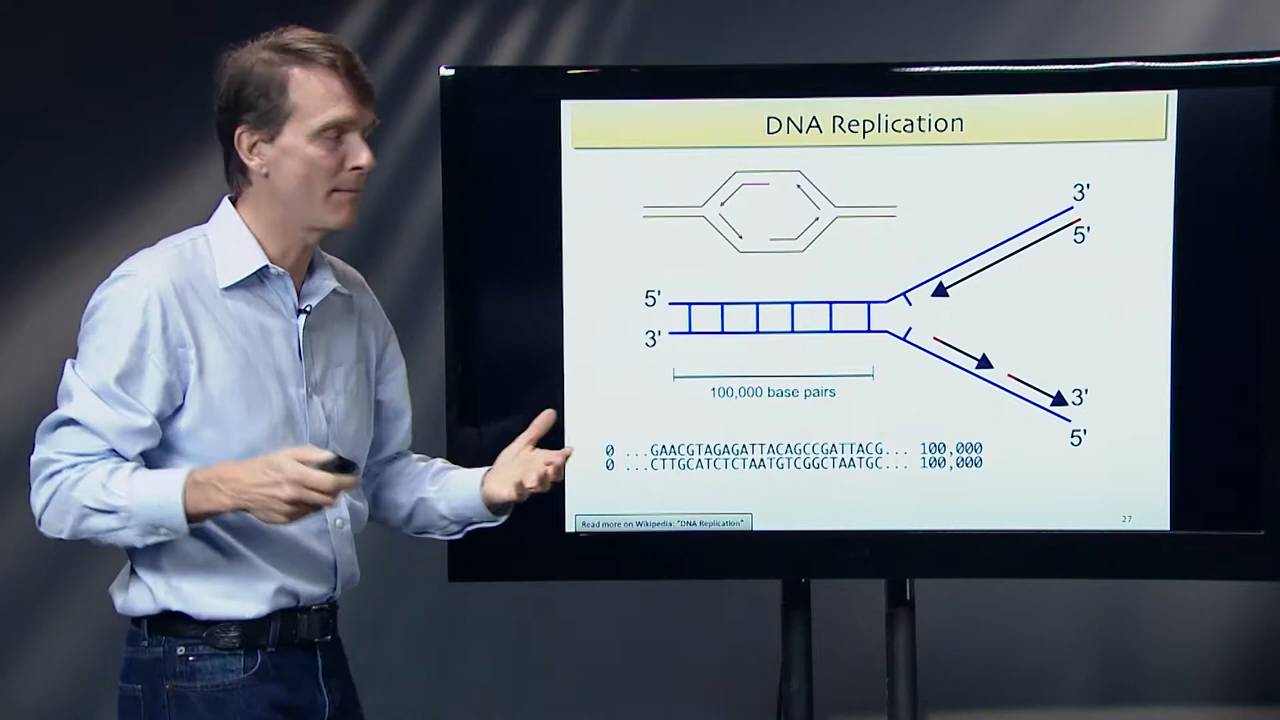 DNA Replication
3'
5'
5'
3'
100,000 base pairs
3'
5'
0 ...GAACGTAGAGATTACAGCCGATTACG... 100,000
0 ...CTTGCATCTCTAATGTCGGCTAATGC... 100,000
Read more on Wikipedia: "DNA Replication"
27